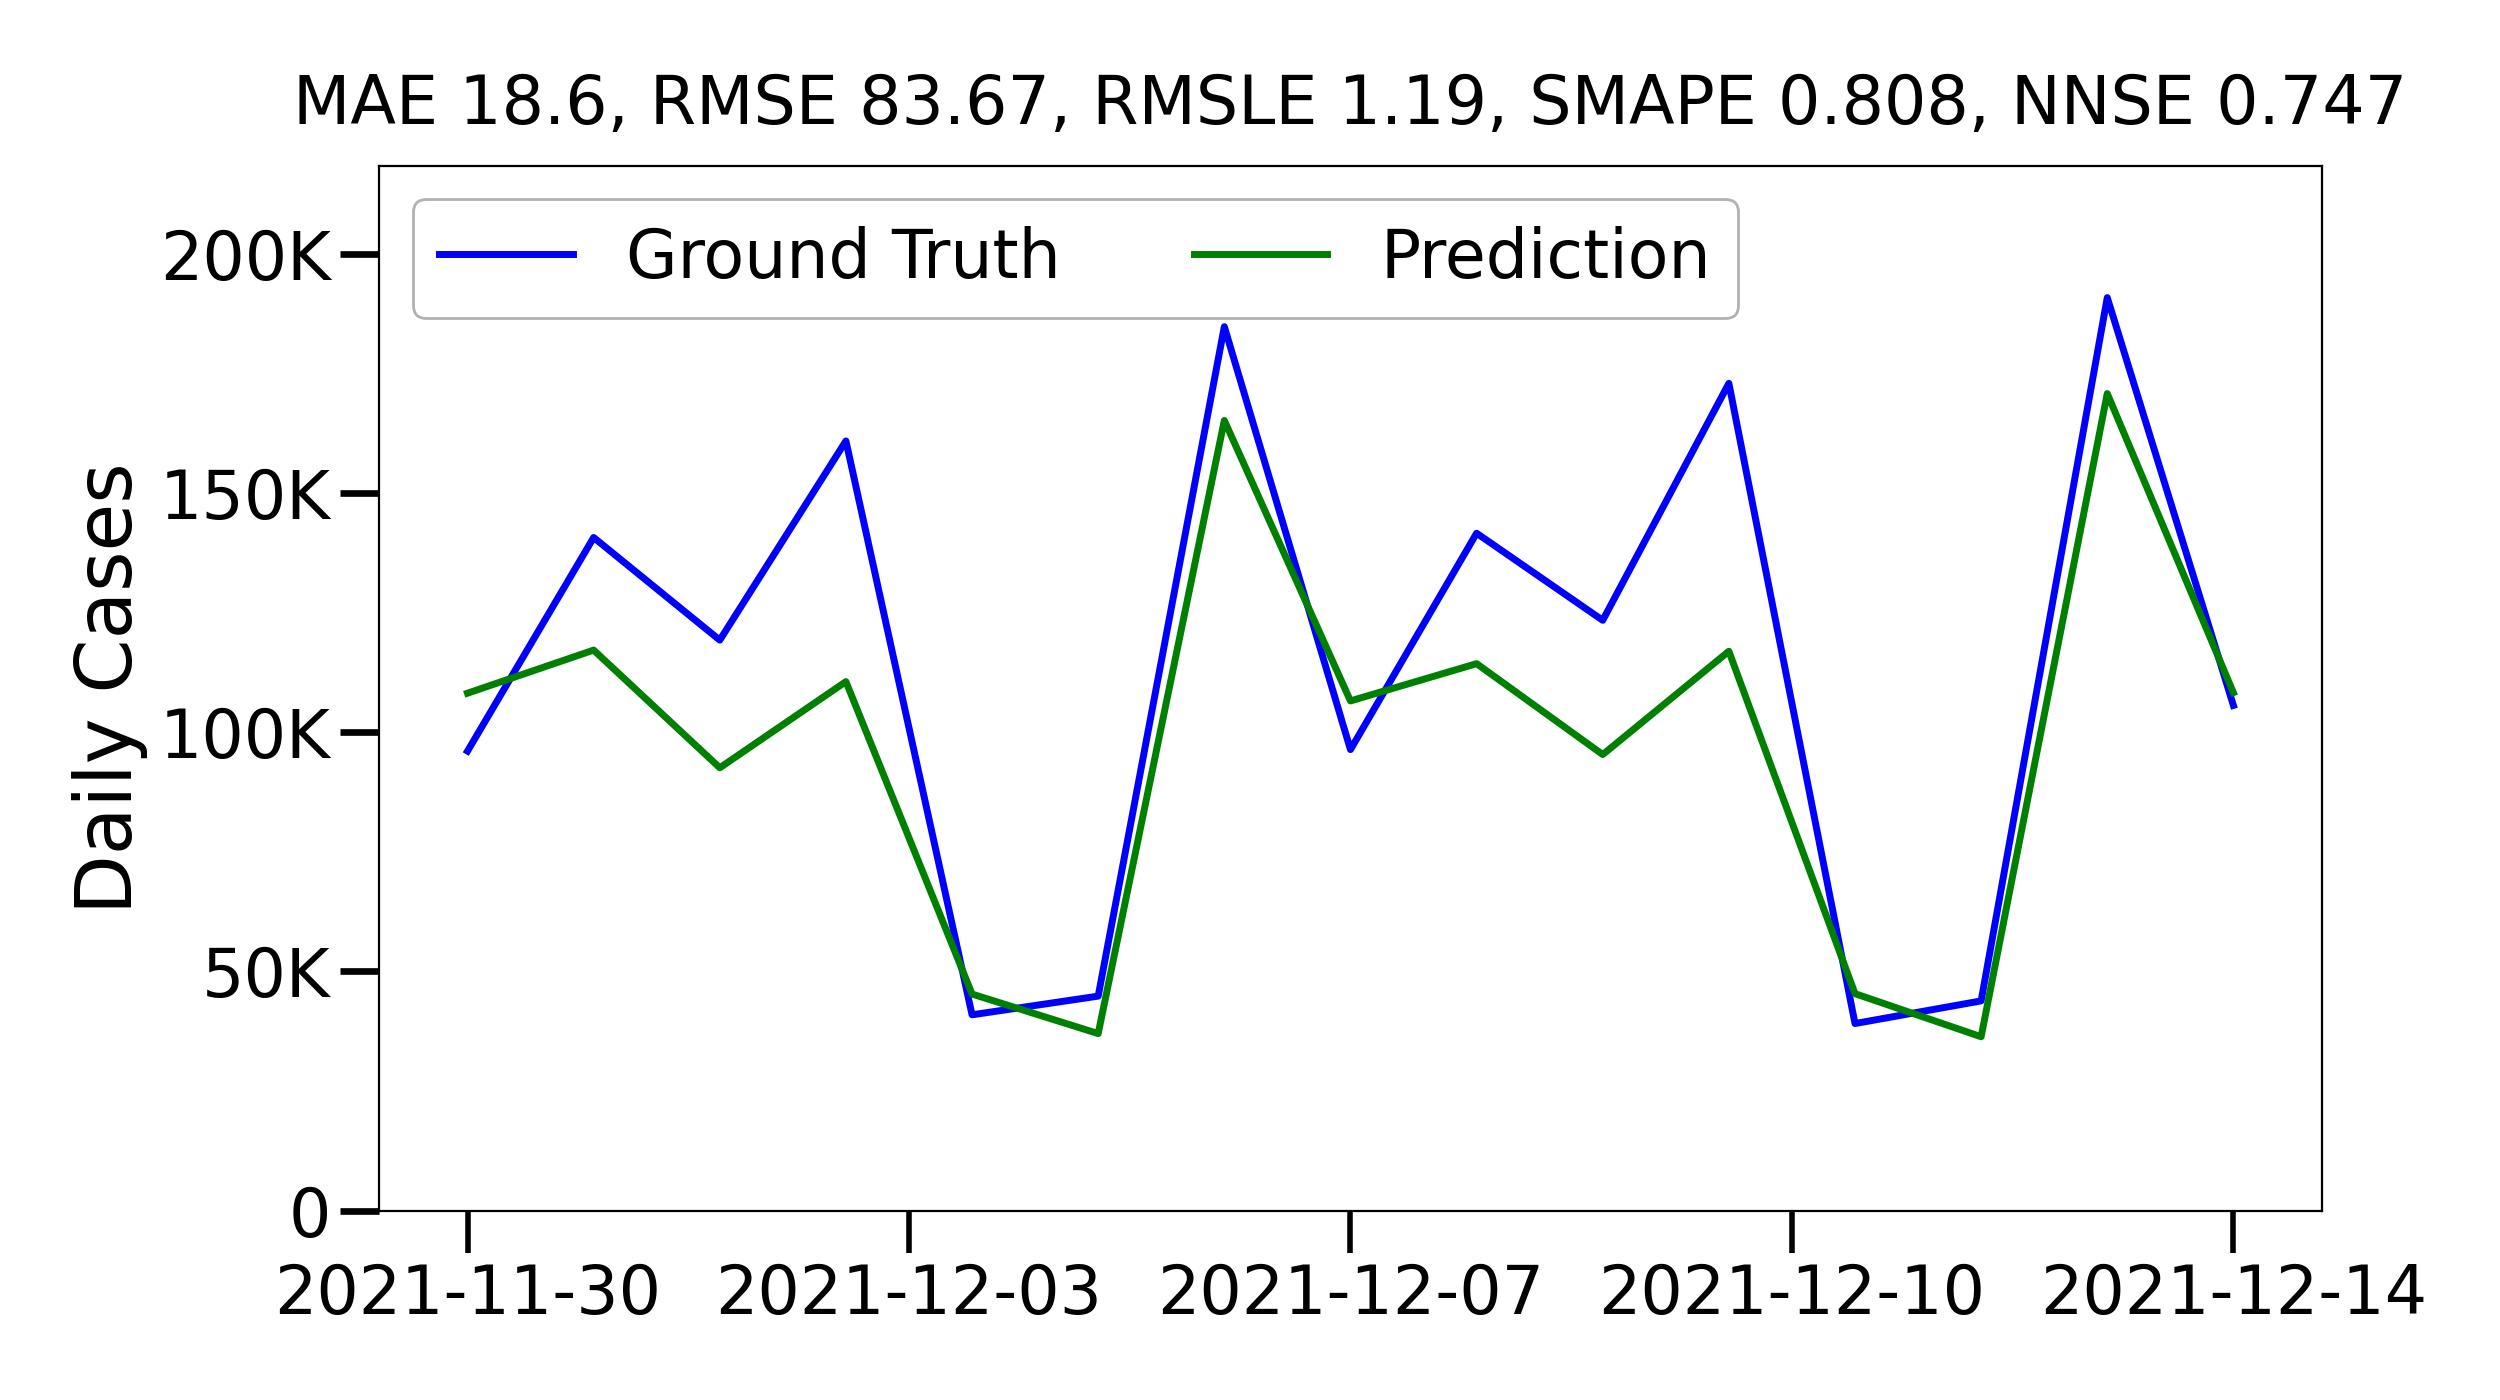 MAE 18.6, RMSE 83.67, RMSLE 1.19, SMAPE 0.808, NNSE 0.747
Ground Truth Prediction
200K
150K
100K
50K
0
Daily Cases
2021-11-30 2021-12-03 2021-12-07 2021-12-10 2021-12-14